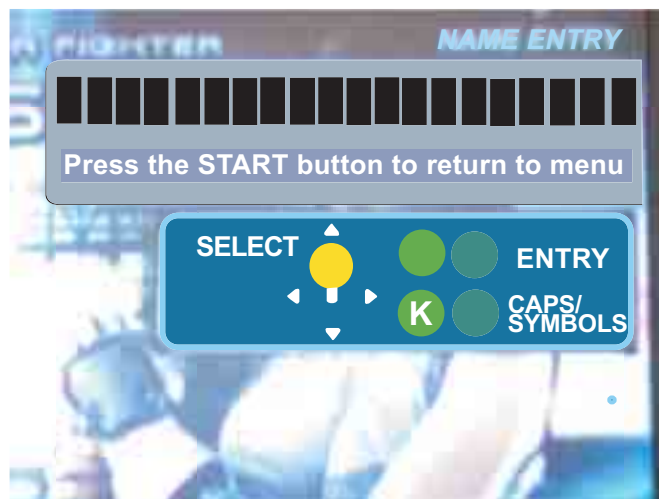 FIGHTER
NAME ENTRY
Press the START button to return to menu
SELECT
ENTRY
K
CAPS/
SYMBOLS